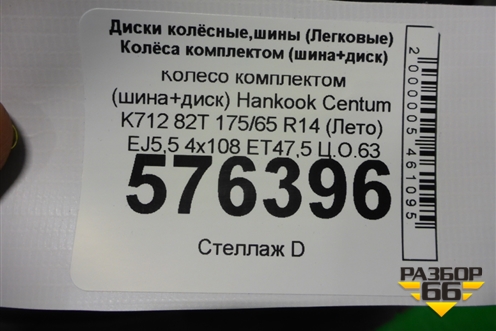 Диски колёсные,шины (Легковые)
Колёса комплектом (шина+диск)
Колесо комплектом
(шина+диск) Hankook Centum
K712 82T 175/65 R14 (Лето)
EJ5,5 4x108 ET47,5 Ц.О.63
576396
Стеллаж D
2000005461095
РАЗБОР
66